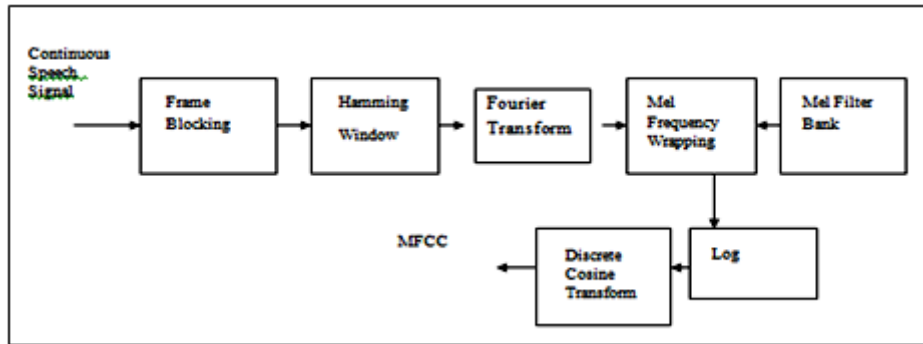 Continuous
Speech
Signal
Frame
Blocking
Hamming
Window
Fourier
Transform
Mel
Frequency
Wrapping
Mel Filter
Bank
MFCC
Discrete
Cosine
Transform
Log